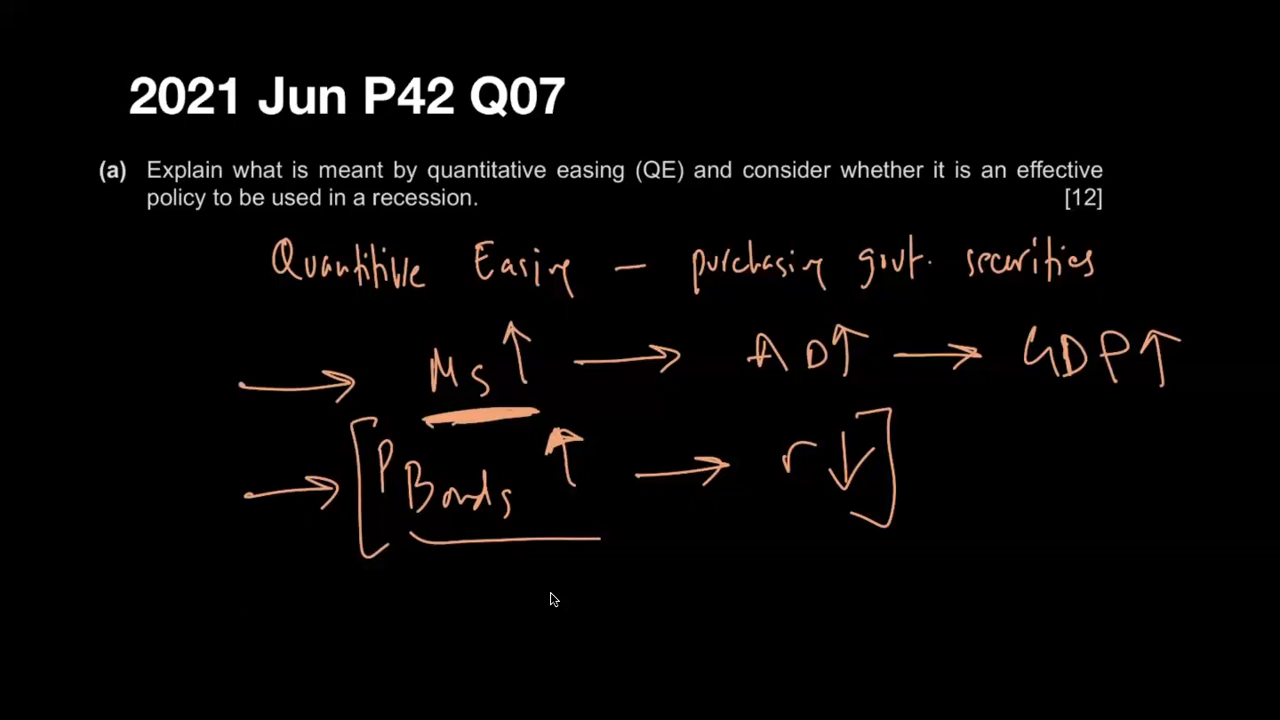 2021 Jun P42 Q07
(a) Explain what is meant by quantitative easing (QE) and consider whether it is an effective
policy to be used in a recession. [12]
Quantitive Easing – purchasing govt. securities
→ Ms↑ → AD↑ → GDP↑
→ [P Bonds ↑ → r↓]